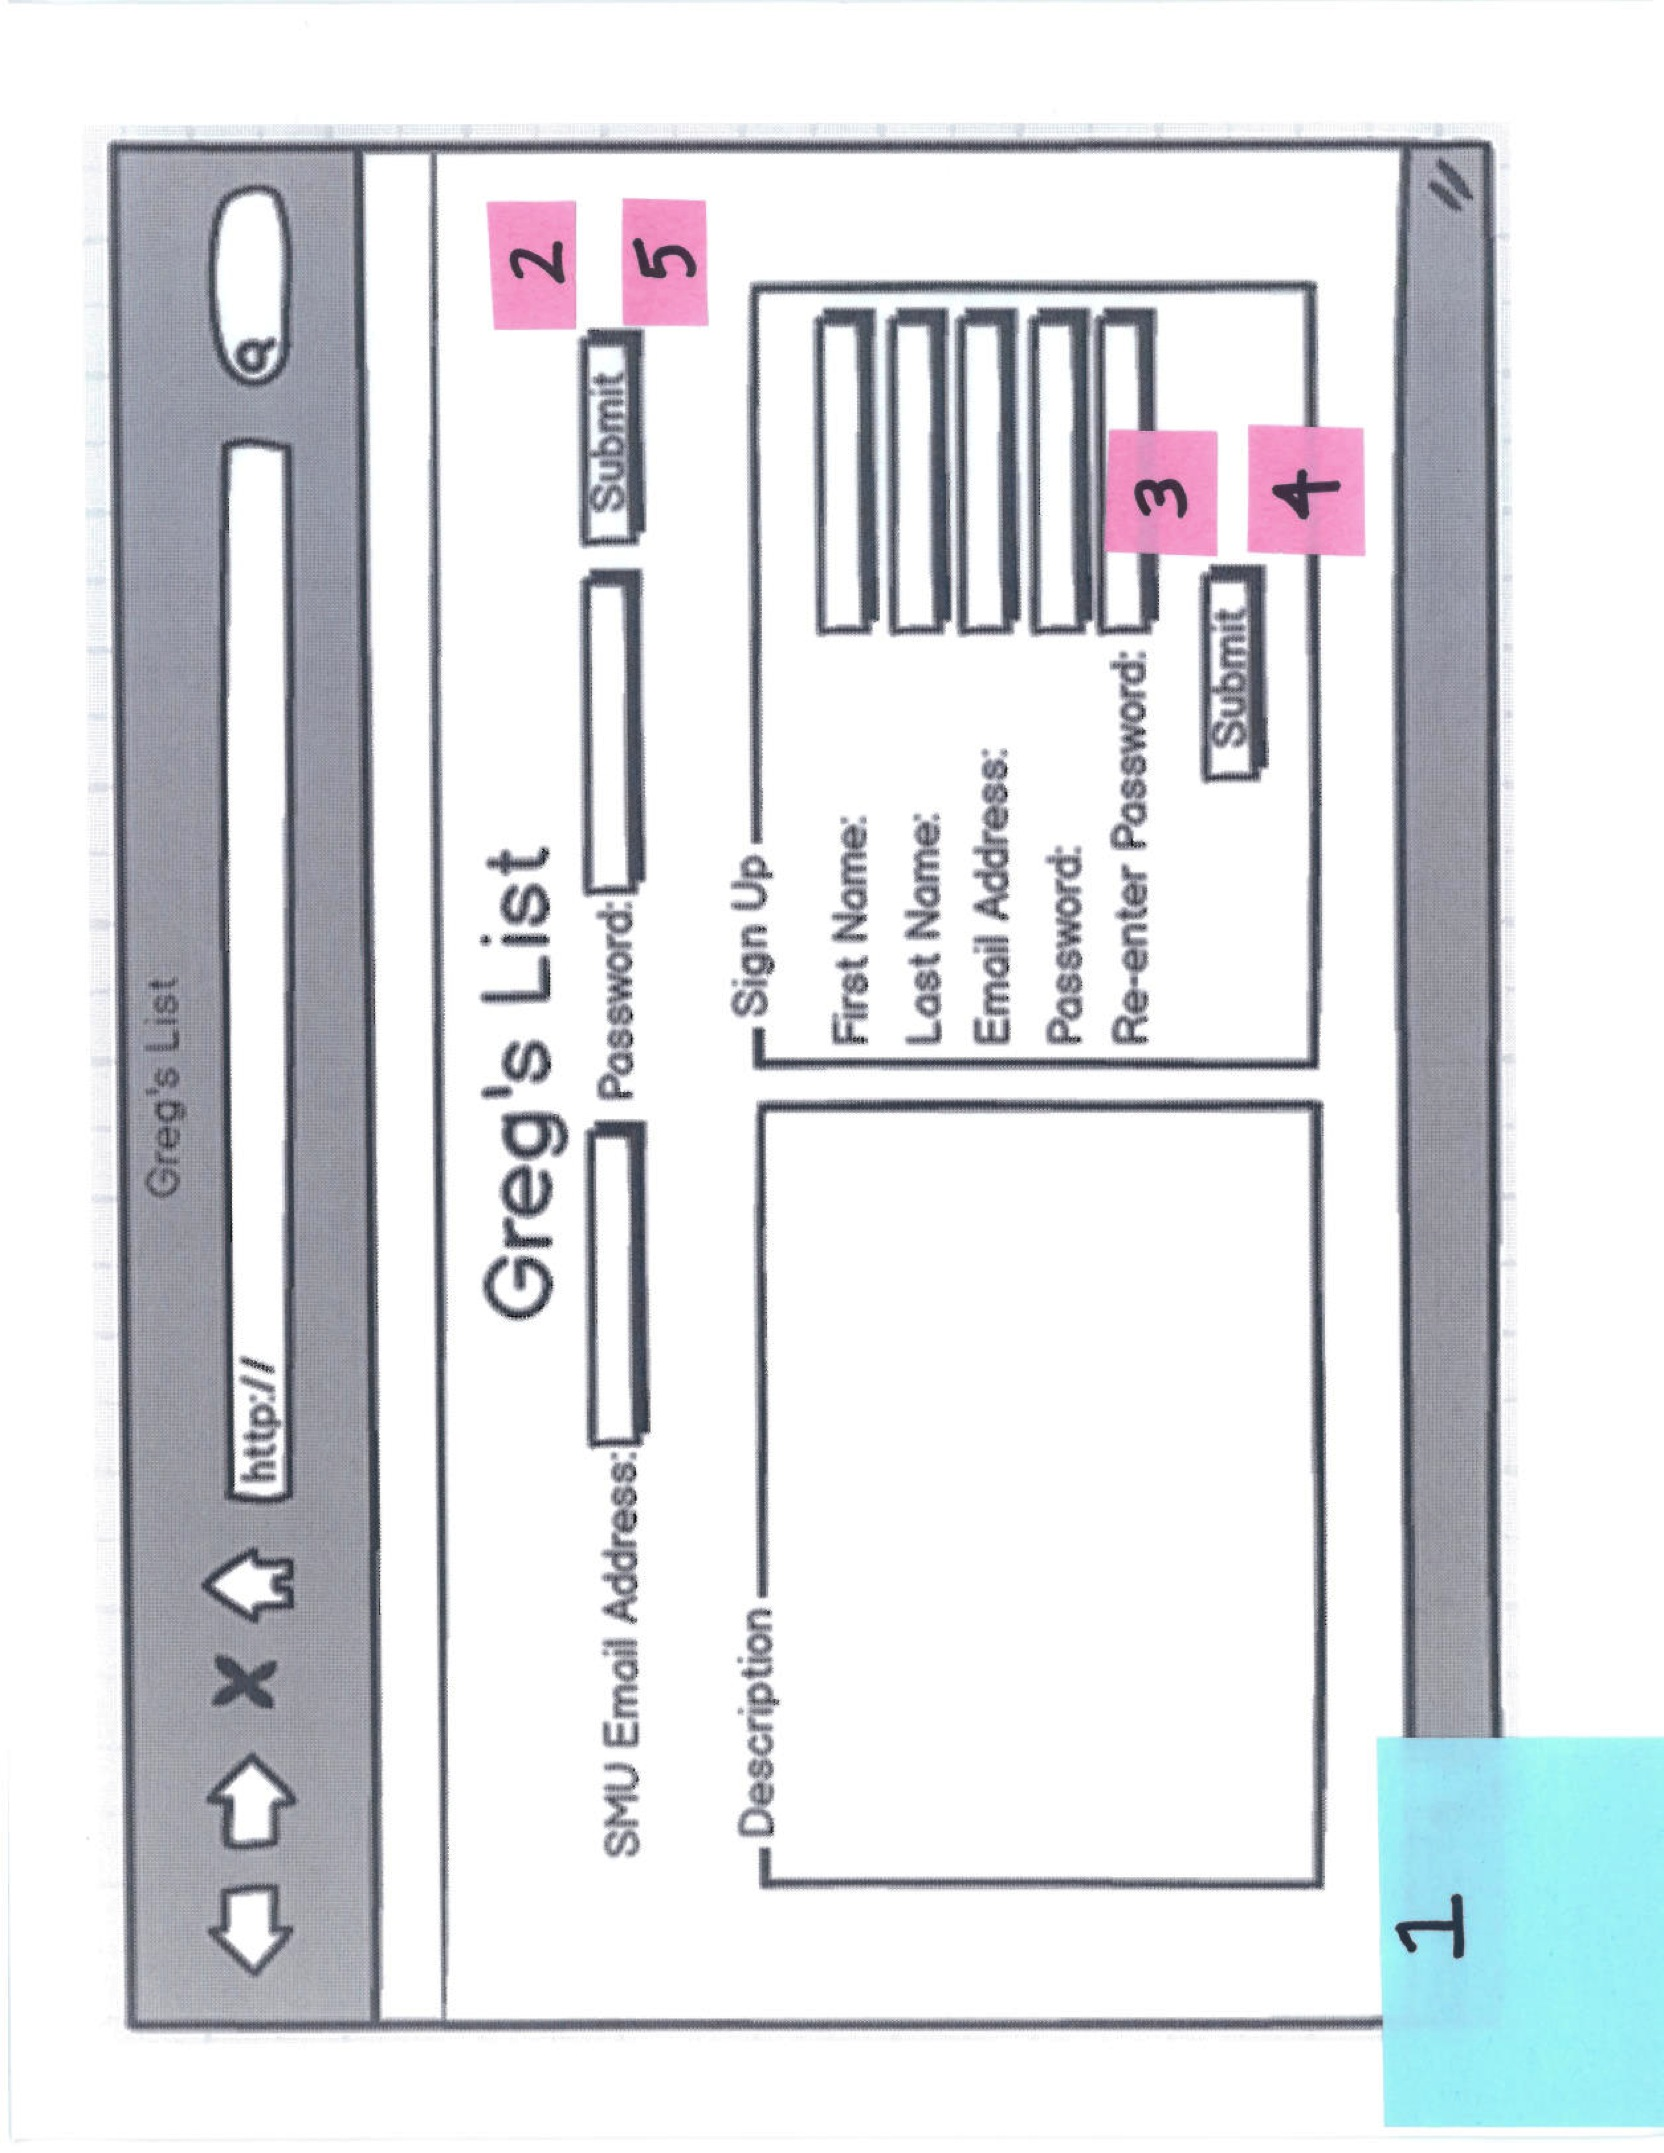 Greg's List
http://
Greg's List
2
SMU Email Address: Password: Submit
5
Description
Sign Up
First Name:
Last Name:
Email Address:
Password:
Re-enter Password:
3
Submit
4
1